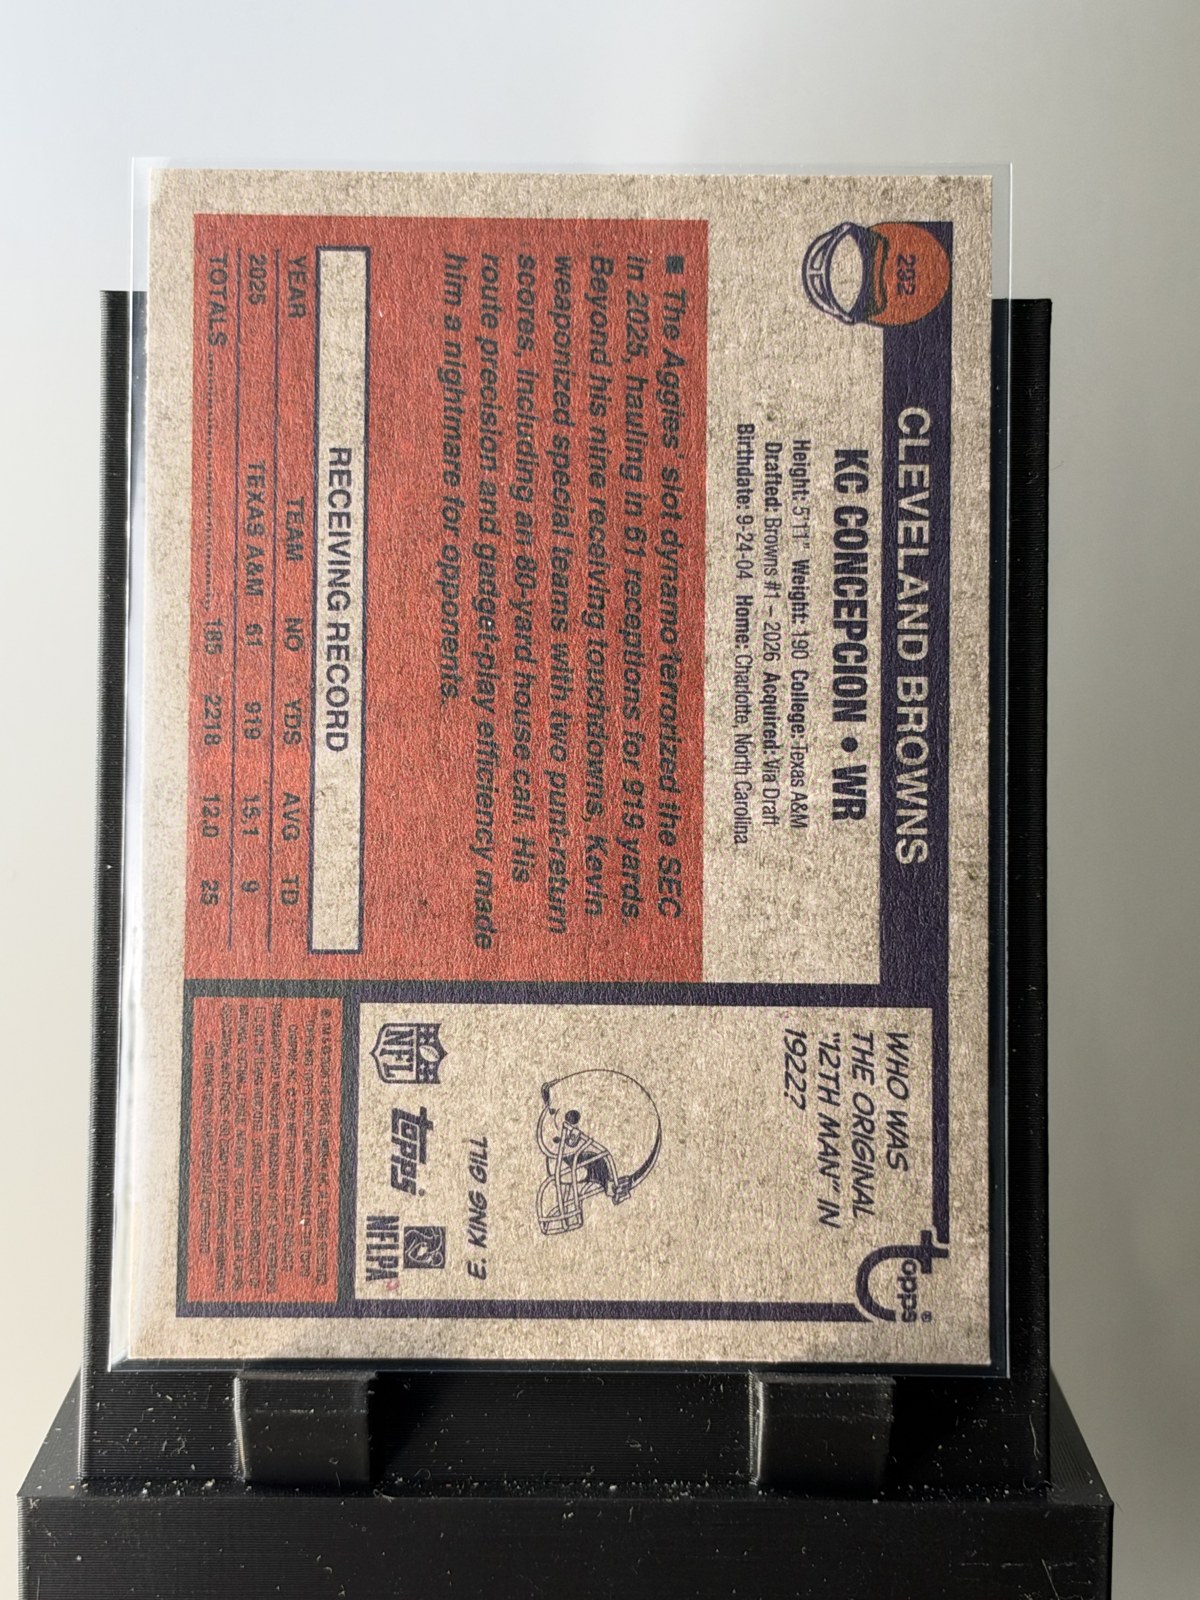 292
CLEVELAND BROWNS
KC CONCEPCION • WR
Height: 5'11" Weight: 190 College: Texas A&M
Drafted: Browns #1 – 2026 Acquired: Via Draft
Birthdate: 9-24-04 Home: Charlotte, North Carolina
■ The Aggies' slot dynamo terrorized the SEC
in 2025, hauling in 61 receptions for 919 yards.
Beyond his nine receiving touchdowns, Kevin
weaponized special teams with two punt-return
scores, including an 80-yard house call. His
route precision and gadget-play efficiency made
him a nightmare for opponents.
RECEIVING RECORD
YEAR TEAM NO YDS AVG TD
2025 TEXAS A&M 61 919 15.1 9
TOTALS 185 2218 12.0 25
topps®
WHO WAS
THE ORIGINAL
"12TH MAN" IN
1922?
E. KING GILL
NFL topps® NFLPA